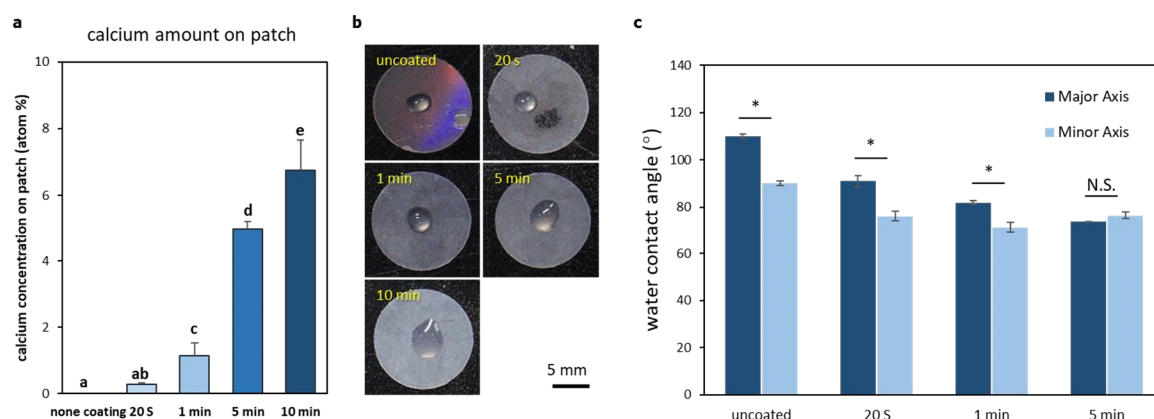 a
calcium amount on patch
calcium concentration on patch (atom %)
10
8
6
4
2
0
a
ab
c
d
e
none coating 20 S 1 min 5 min 10 min
b
uncoated
20 s
1 min
5 min
10 min
5 mm
c
water contact angle (°)
140
120
100
80
60
40
20
0
Major Axis
Minor Axis
*
*
*
N.S.
uncoated 20 S 1 min 5 min